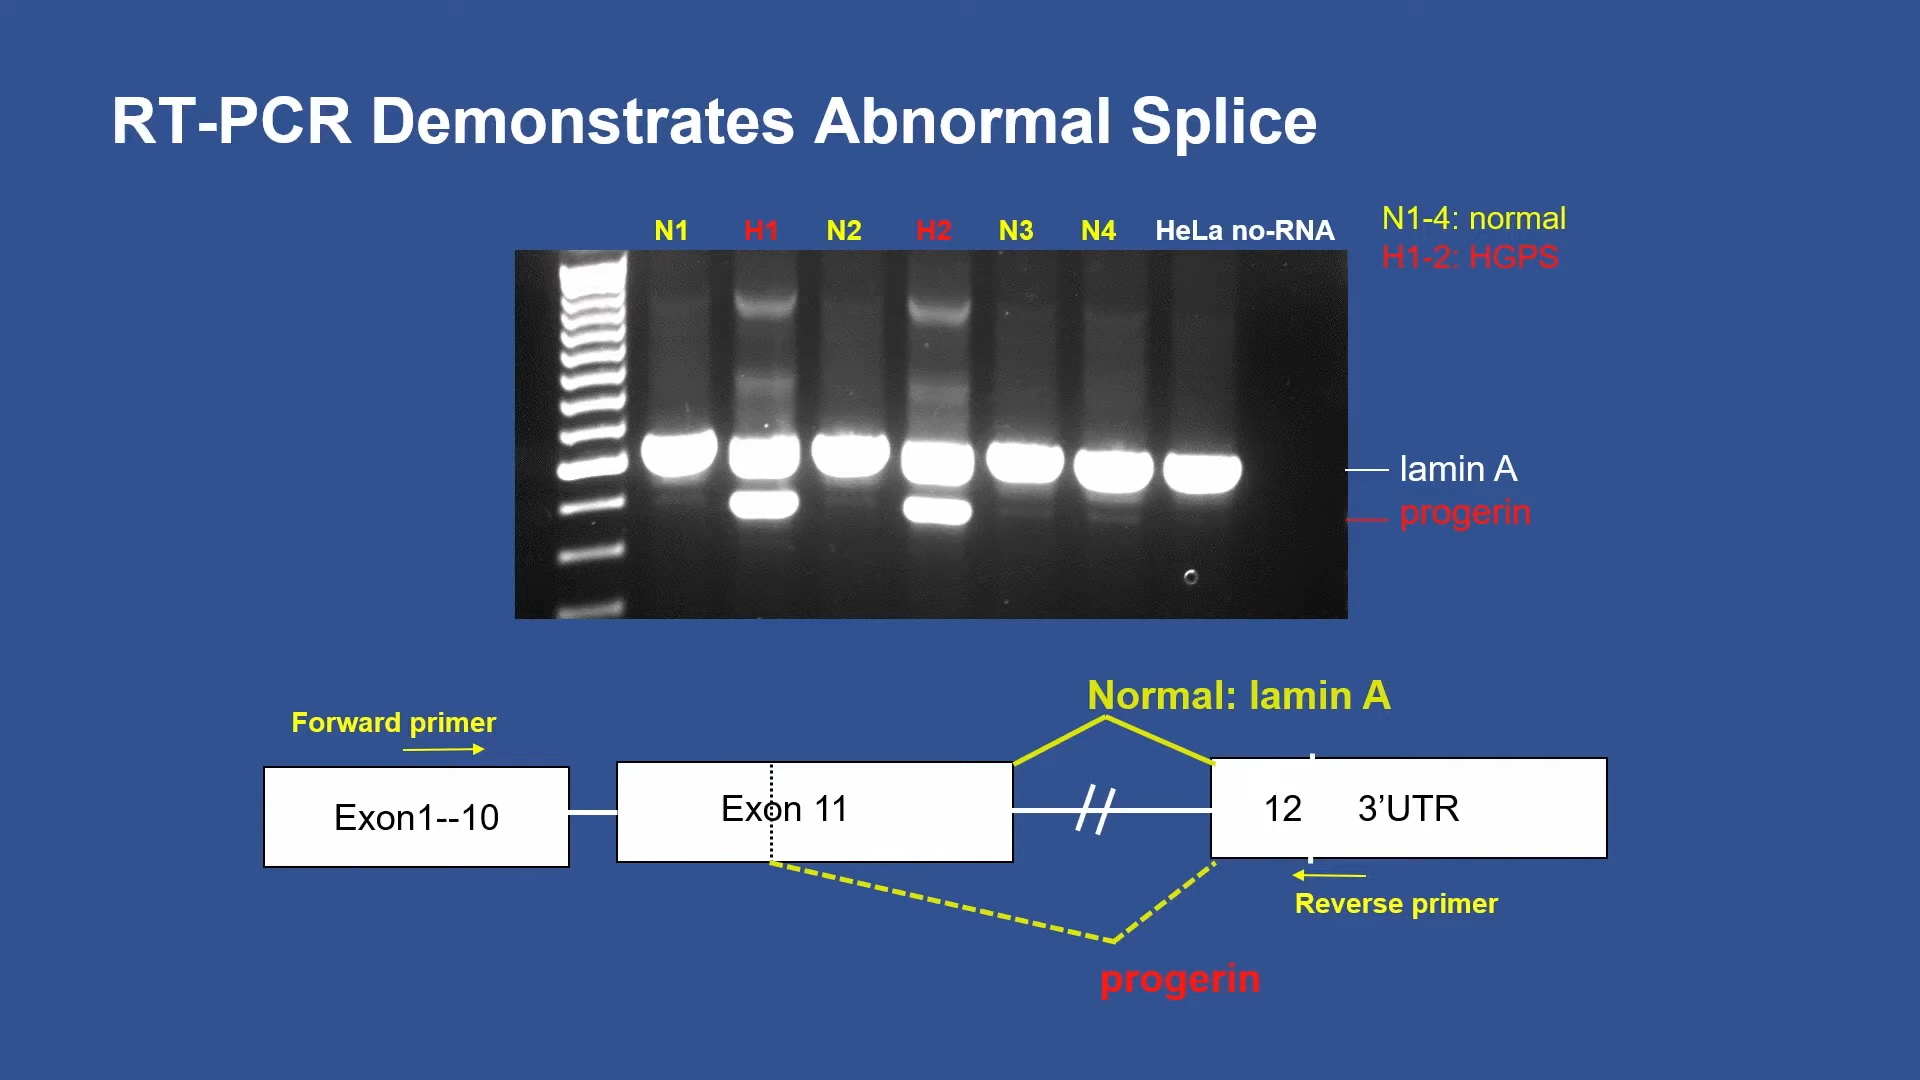 RT-PCR Demonstrates Abnormal Splice
N1 H1 N2 H2 N3 N4 HeLa no-RNA
N1-4: normal
H1-2: HGPS
lamin A
progerin
Normal: lamin A
Forward primer
Exon1--10
Exon 11
12 3’UTR
Reverse primer
progerin